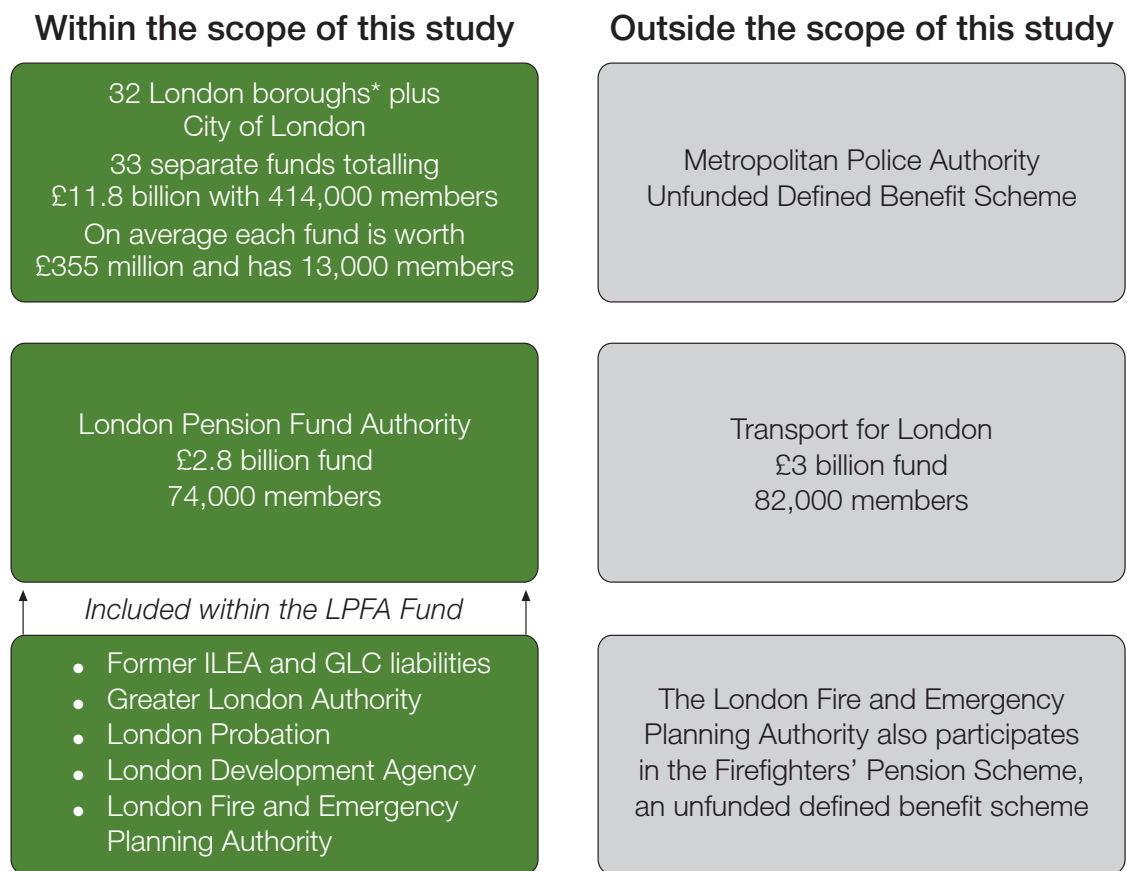 Within the scope of this study
32 London boroughs* plus
City of London
33 separate funds totalling
£11.8 billion with 414,000 members
On average each fund is worth
£355 million and has 13,000 members
London Pension Fund Authority
£2.8 billion fund
74,000 members
Included within the LPFA Fund
• Former ILEA and GLC liabilities
• Greater London Authority
• London Probation
• London Development Agency
• London Fire and Emergency
Planning Authority
Outside the scope of this study
Metropolitan Police Authority
Unfunded Defined Benefit Scheme
Transport for London
£3 billion fund
82,000 members
The London Fire and Emergency
Planning Authority also participates
in the Firefighters’ Pension Scheme,
an unfunded defined benefit scheme